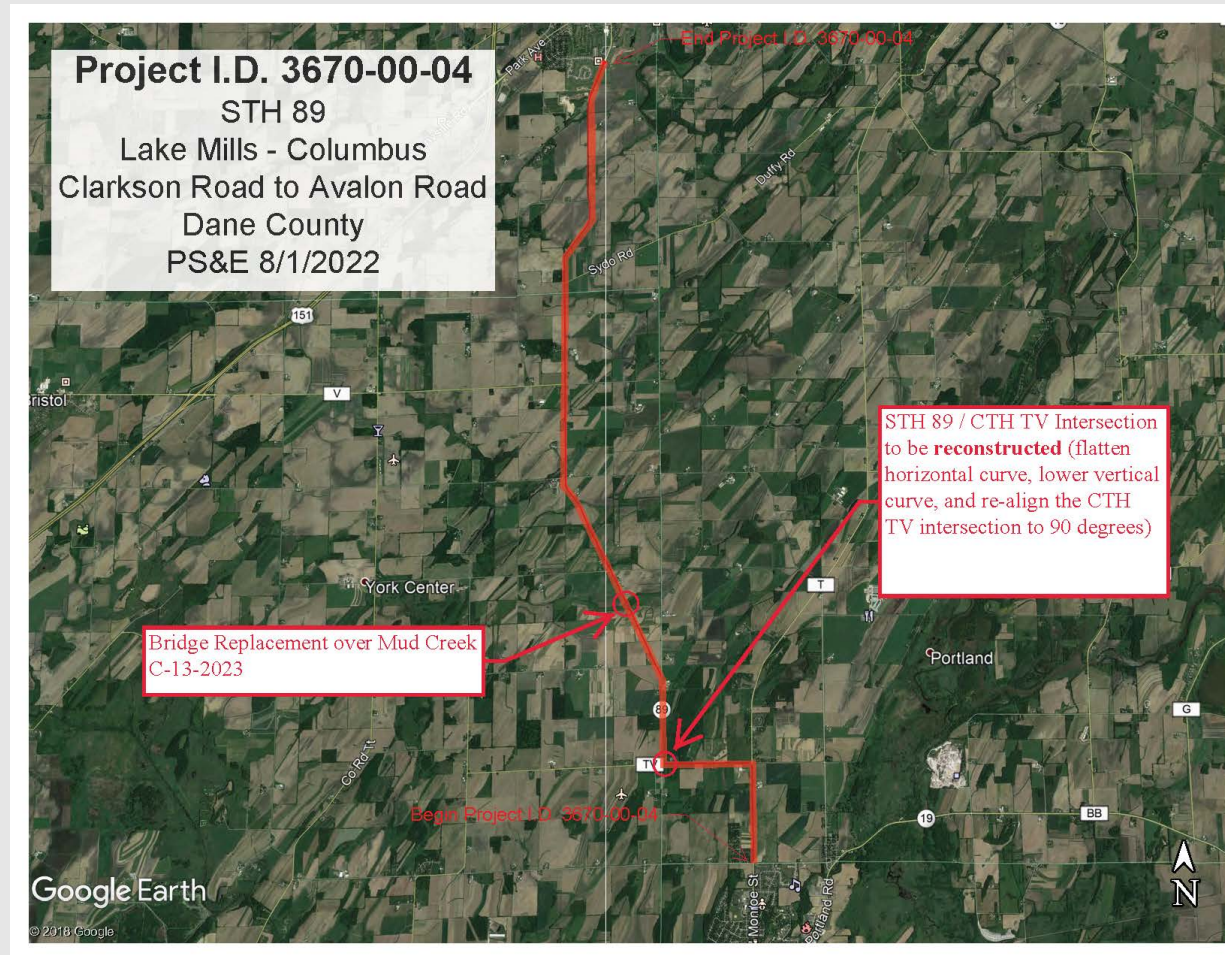 Project I.D. 3670-00-04
STH 89
Lake Mills - Columbus
Clarkson Road to Avalon Road
Dane County
PS&E 8/1/2022
End Project I.D. 3670-00-04
Park Ave
H
Duffy Rd
Sydo Rd
151
V
Bristol
STH 89 / CTH TV Intersection
to be reconstructed (flatten
horizontal curve, lower vertical
curve, and re-align the CTH
TV intersection to 90 degrees)
T
York Center
Bridge Replacement over Mud Creek
C-13-2023
Portland
89
G
TV
Co Rd Tt
Begin Project I.D. 3670-00-04
19
BB
Monroe St
Portland Rd
N
Google Earth
© 2018 Google